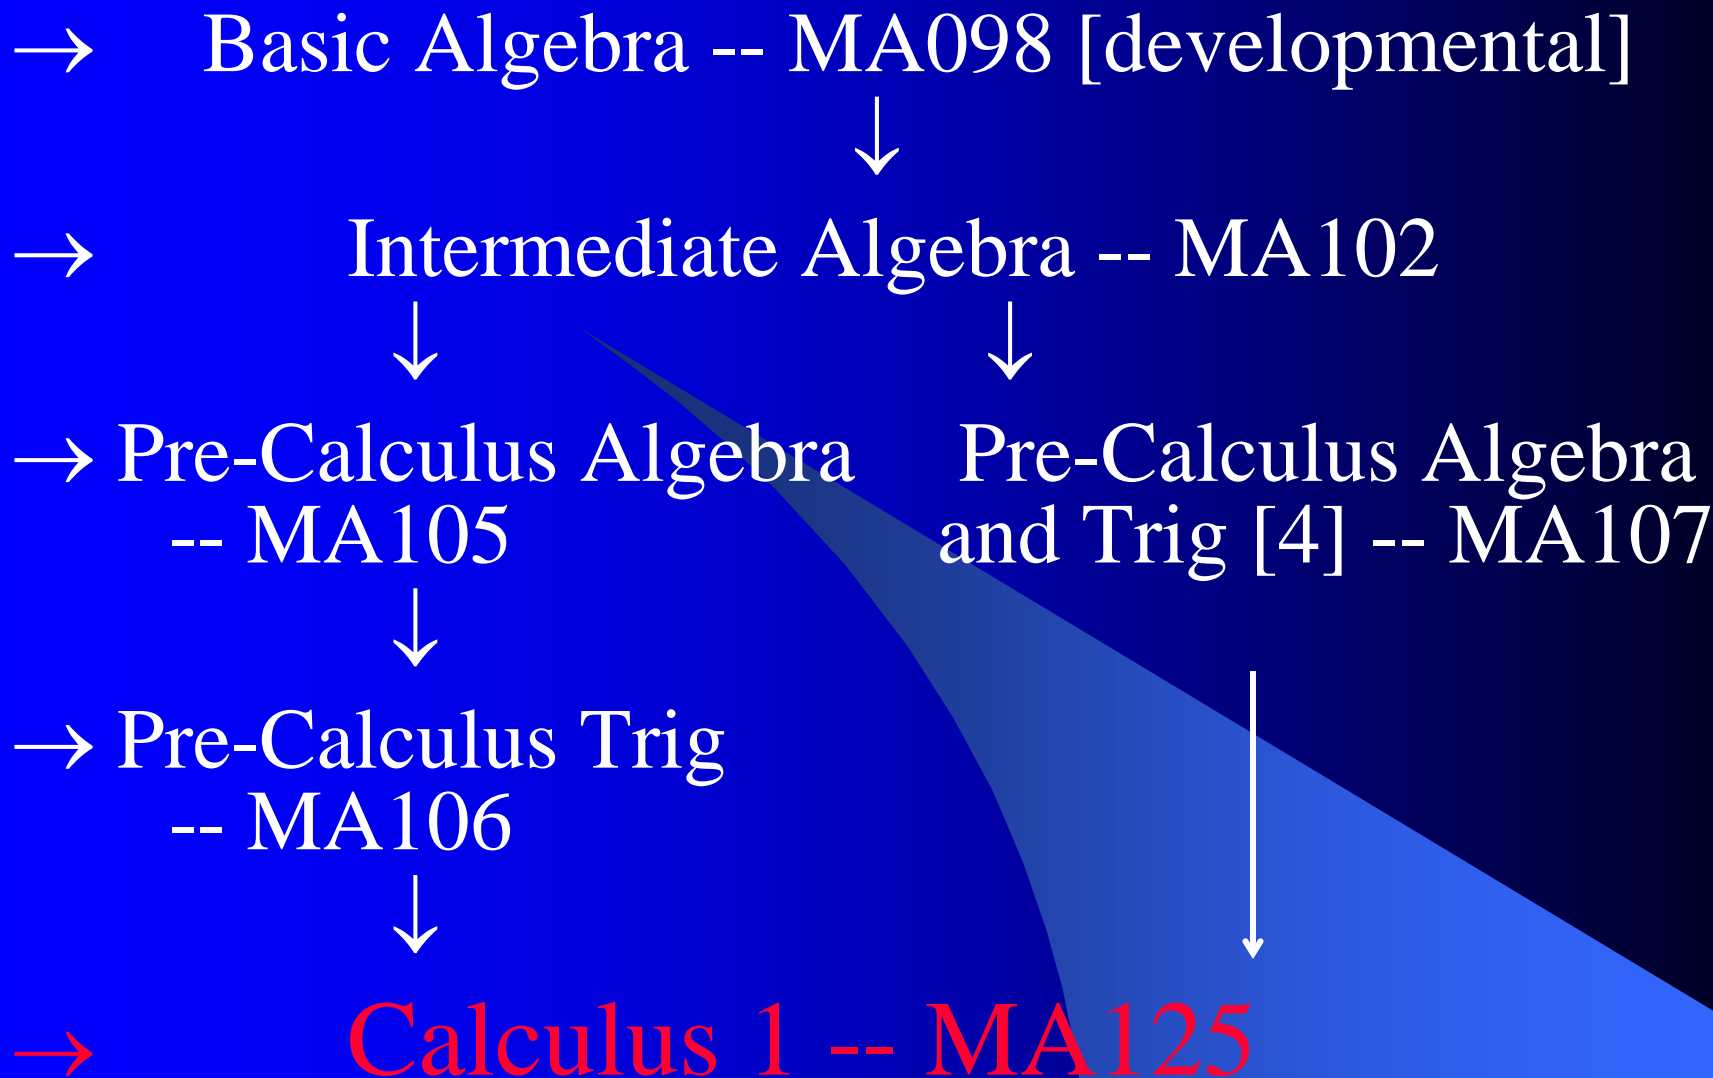 → Basic Algebra -- MA098 [developmental]
↓
→ Intermediate Algebra -- MA102
↓ ↓
→ Pre-Calculus Algebra
-- MA105
Pre-Calculus Algebra
and Trig [4] -- MA107
↓
→ Pre-Calculus Trig
-- MA106
↓ ↓
→ Calculus 1 -- MA125